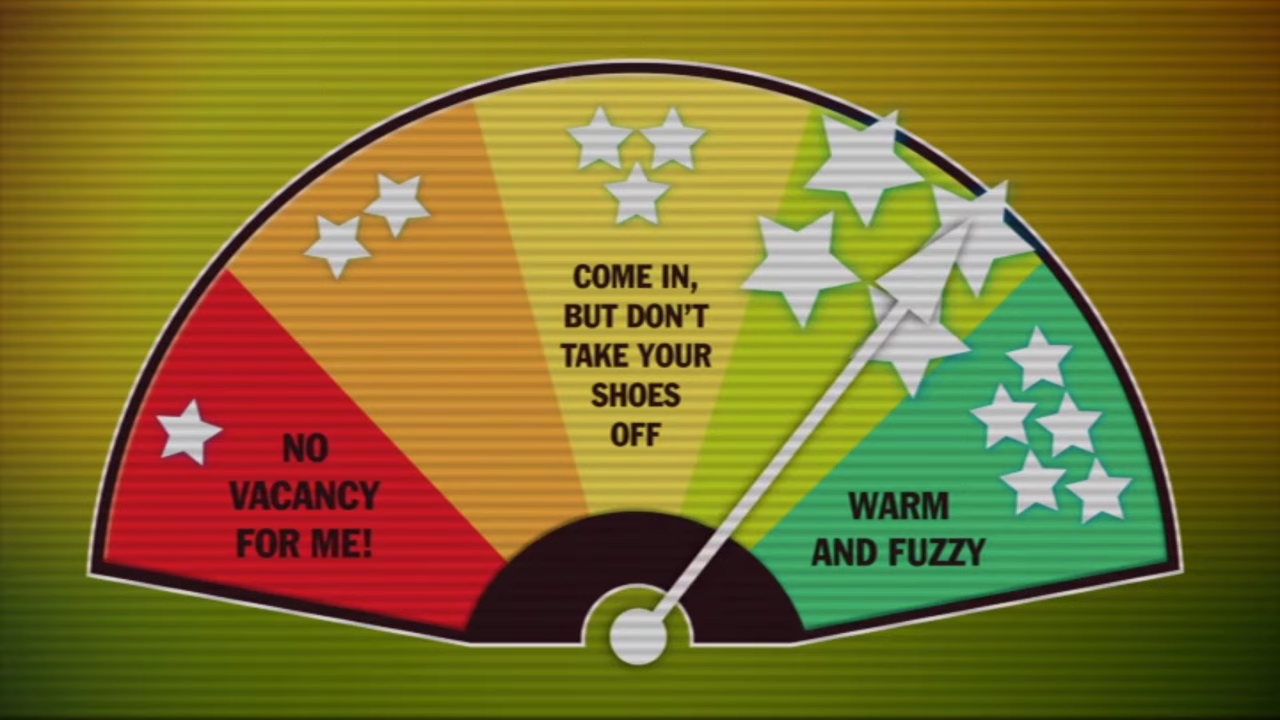 NO
VACANCY
FOR ME!
COME IN,
BUT DON'T
TAKE YOUR
SHOES
OFF
WARM
AND FUZZY